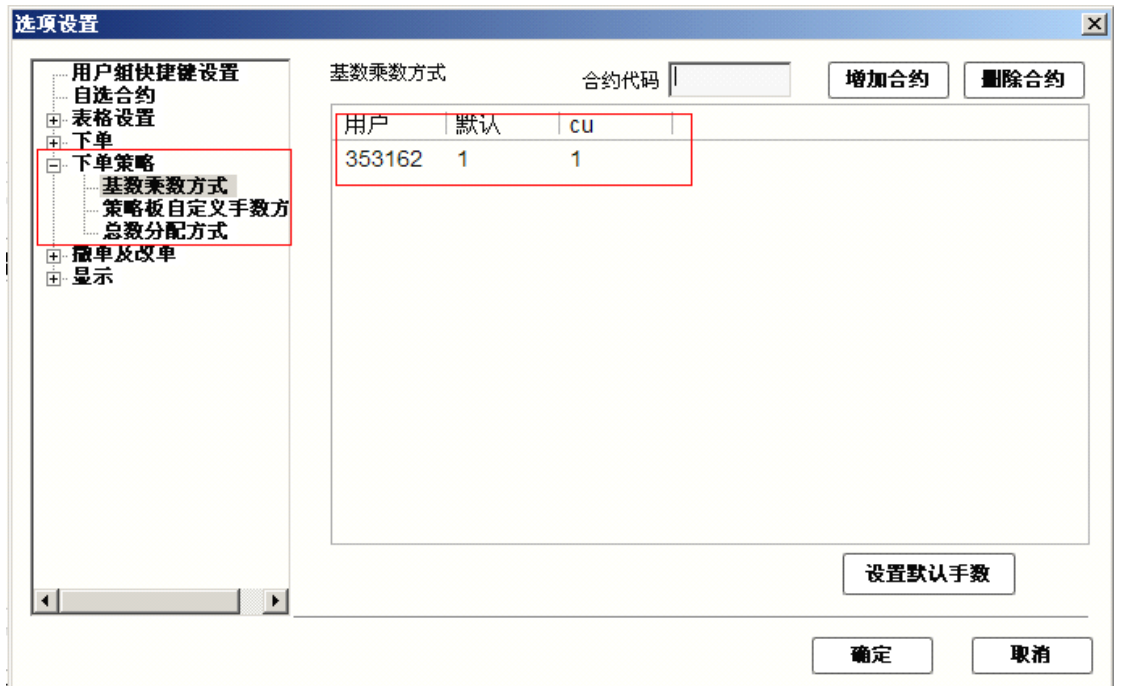 选项设置
用户组快捷键设置
自选合约
表格设置
下单
下单策略
基数乘数方式
策略板自定义手数方
总数分配方式
撤单及改单
显示
基数乘数方式 合约代码 增加合约 删除合约
用户 默认 cu
353162 1 1
设置默认手数
确定 取消